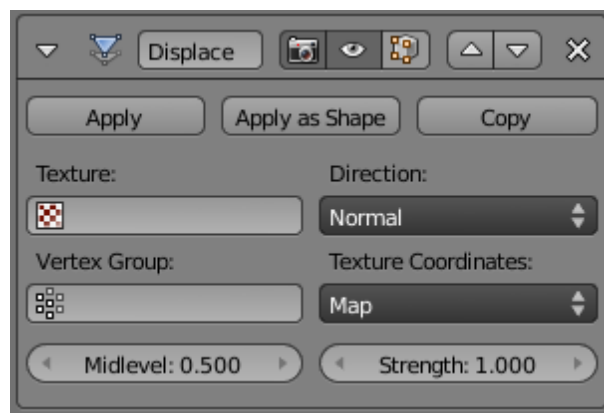 Displace
Apply Apply as Shape Copy
Texture: Direction:
Normal
Vertex Group: Texture Coordinates:
Map
Midlevel: 0.500 Strength: 1.000